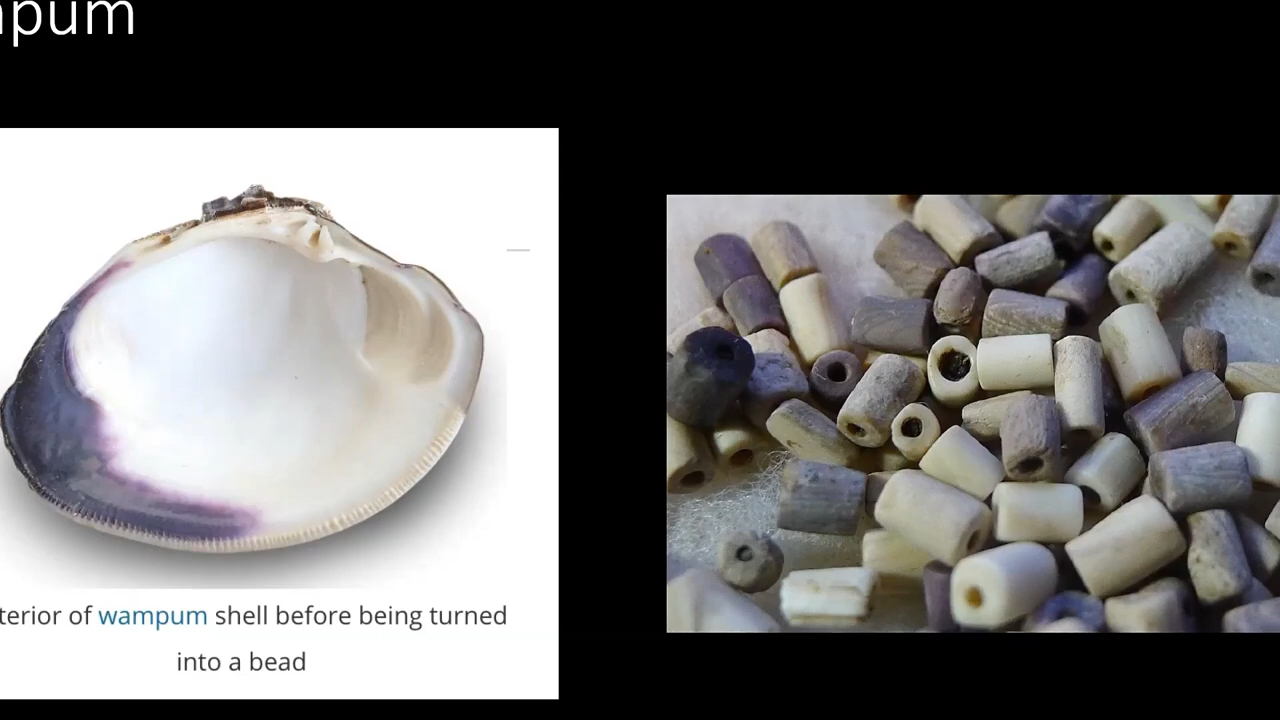 mpum
terior of wampum shell before being turned
into a bead